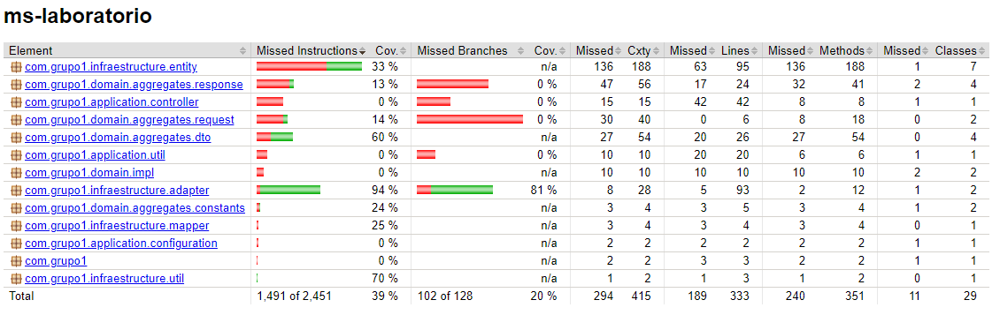 ms-laboratorio
Element Missed Instructions Cov. Missed Branches Cov. Missed Cxty Missed Lines Missed Methods Missed Classes
com.grupo1.infraestructure.entity 33 % n/a 136 188 63 95 136 188 1 7
com.grupo1.domain.aggregates.response 13 % 0 % 47 56 17 24 32 41 2 4
com.grupo1.application.controller 0 % 0 % 15 15 42 42 8 8 1 1
com.grupo1.domain.aggregates.request 14 % 0 % 30 40 0 6 8 18 0 2
com.grupo1.domain.aggregates.dto 60 % n/a 27 54 20 26 27 54 0 4
com.grupo1.application.util 0 % 0 % 10 10 20 20 6 6 1 1
com.grupo1.domain.impl 0 % n/a 10 10 10 10 10 10 2 2
com.grupo1.infraestructure.adapter 94 % 81 % 8 28 5 93 2 12 1 2
com.grupo1.domain.aggregates.constants 24 % n/a 3 4 3 5 3 4 1 2
com.grupo1.infraestructure.mapper 25 % n/a 3 4 3 4 3 4 0 1
com.grupo1.application.configuration 0 % n/a 2 2 2 2 2 2 1 1
com.grupo1 0 % n/a 2 2 3 3 2 2 1 1
com.grupo1.infraestructure.util 70 % n/a 1 2 1 3 1 2 0 1
Total 1,491 of 2,451 39 % 102 of 128 20 % 294 415 189 333 240 351 11 29